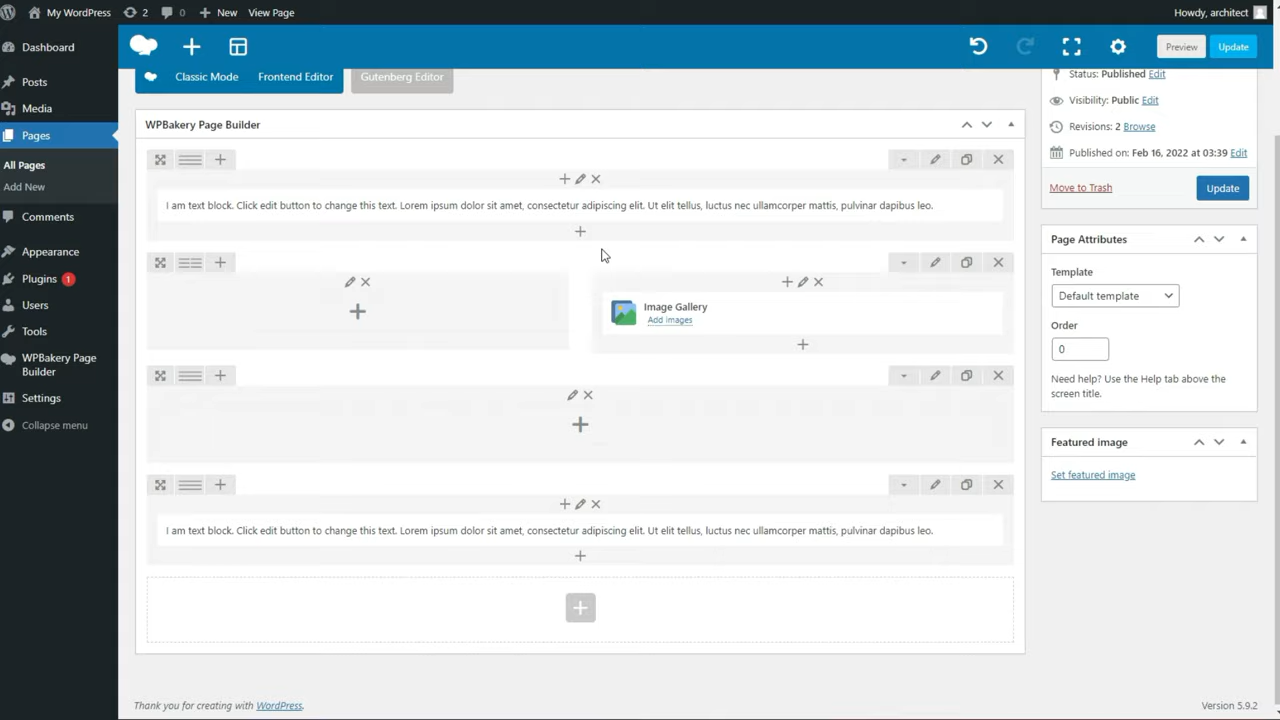 My WordPress
2
0
New
View Page
Howdy, architect
Dashboard
Posts
Media
Pages
All Pages
Add New
Comments
Appearance
Plugins 1
Users
Tools
WPBakery Page
Builder
Settings
Collapse menu
Preview
Update
Classic Mode
Frontend Editor
Gutenberg Editor
WPBakery Page Builder
I am text block. Click edit button to change this text. Lorem ipsum dolor sit amet, consectetur adipiscing elit. Ut elit tellus, luctus nec ullamcorper mattis, pulvinar dapibus leo.
Image Gallery
Add images
I am text block. Click edit button to change this text. Lorem ipsum dolor sit amet, consectetur adipiscing elit. Ut elit tellus, luctus nec ullamcorper mattis, pulvinar dapibus leo.
Status: Published Edit
Visibility: Public Edit
Revisions: 2 Browse
Published on: Feb 16, 2022 at 03:39 Edit
Move to Trash
Update
Page Attributes
Template
Default template
Order
0
Need help? Use the Help tab above the
screen title.
Featured image
Set featured image
Thank you for creating with WordPress.
Version 5.9.2